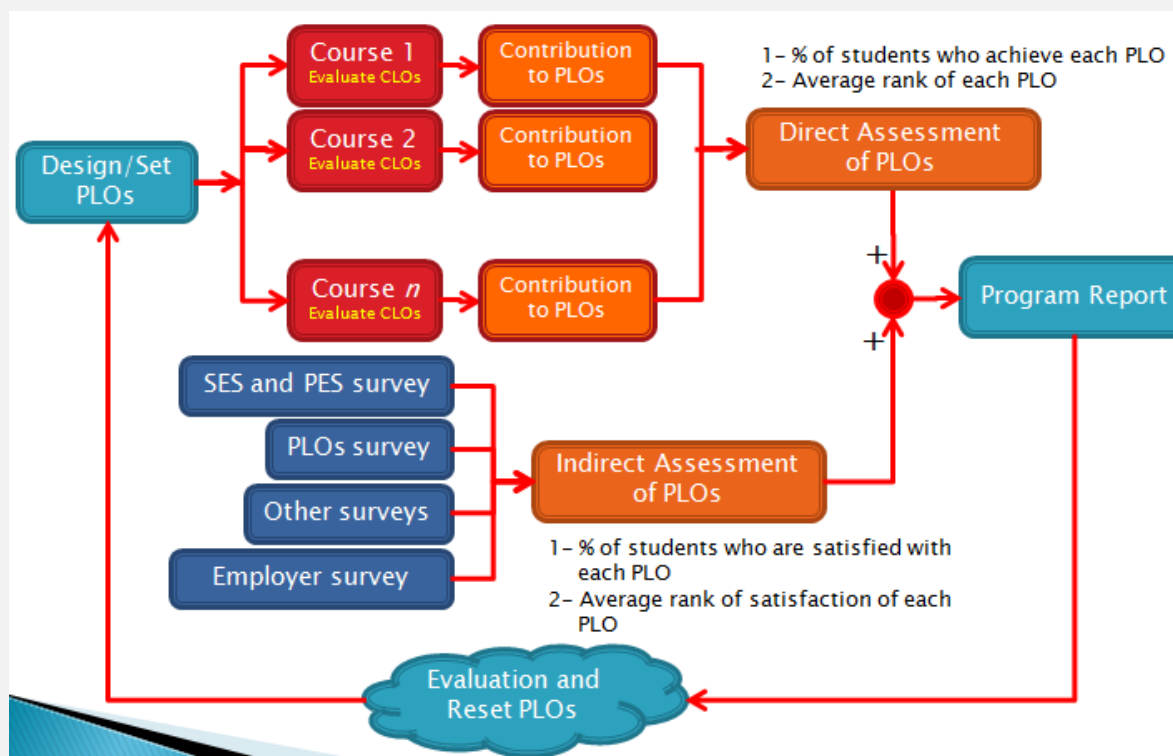 Course 1
Evaluate CLOs
Contribution
to PLOs
1- % of students who achieve each PLO
2- Average rank of each PLO
Course 2
Evaluate CLOs
Contribution
to PLOs
Direct Assessment
of PLOs
Design/Set
PLOs
+
Course n
Evaluate CLOs
Contribution
to PLOs
Program Report
+
SES and PES survey
PLOs survey
Other surveys
Employer survey
Indirect Assessment
of PLOs
1- % of students who are satisfied with
each PLO
2- Average rank of satisfaction of each
PLO
Evaluation and
Reset PLOs